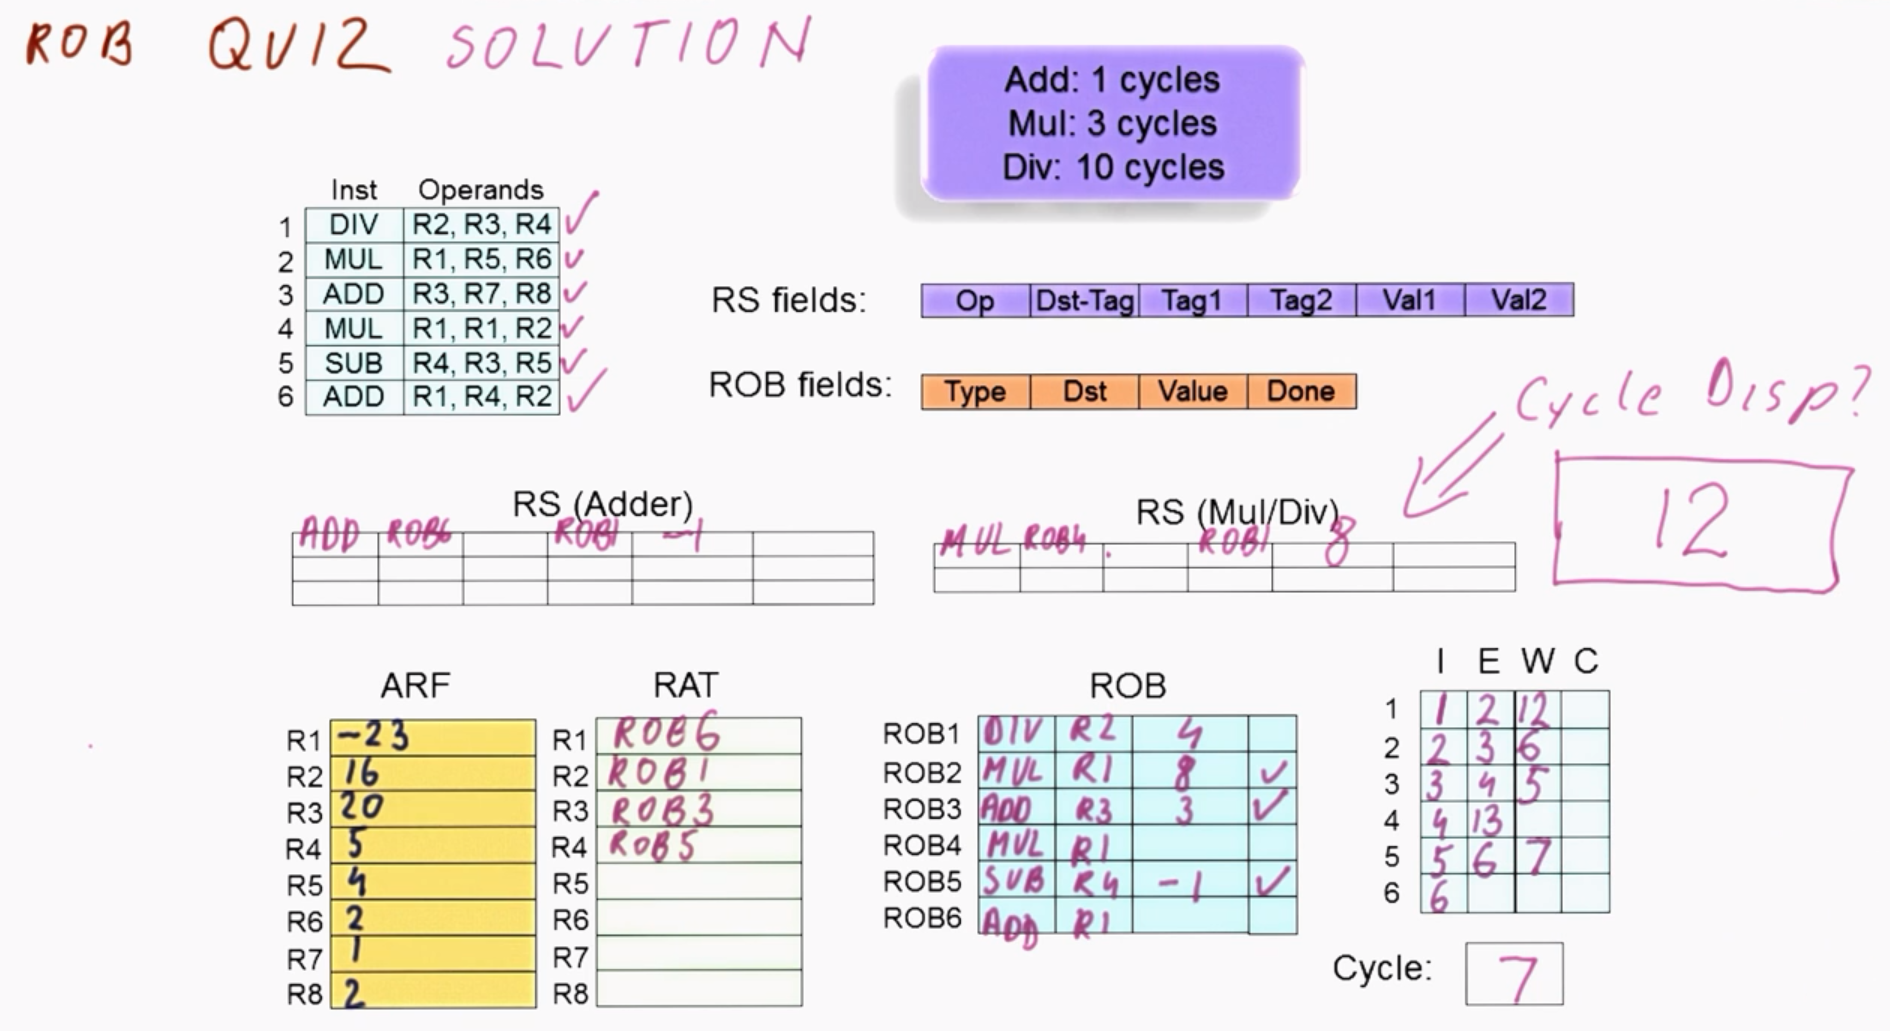 ROB QUIZ SOLUTION
Add: 1 cycles
Mul: 3 cycles
Div: 10 cycles
Inst Operands
1 DIV R2, R3, R4 ✓
2 MUL R1, R5, R6 ✓
3 ADD R3, R7, R8 ✓
4 MUL R1, R1, R2 ✓
5 SUB R4, R3, R5 ✓
6 ADD R1, R4, R2 ✓
RS fields: Op Dst-Tag Tag1 Tag2 Val1 Val2
ROB fields: Type Dst Value Done
Cycle Disp?
12
RS (Adder)
ADD ROB6 ROB1 -1
RS (Mul/Div)
MUL ROB4 . ROB1 8
ARF
R1 -23
R2 16
R3 20
R4 5
R5 4
R6 2
R7 1
R8 2
RAT
R1 ROB6
R2 ROB1
R3 ROB3
R4 ROB5
R5
R6
R7
R8
ROB
ROB1 DIV R2 4
ROB2 MUL R1 8 ✓
ROB3 ADD R3 3 ✓
ROB4 MUL R1
ROB5 SUB R4 -1 ✓
ROB6 ADD R1
I E W C
1 1 2 12
2 2 3 6
3 3 4 5
4 4 13
5 5 6 7
6 6
Cycle: 7